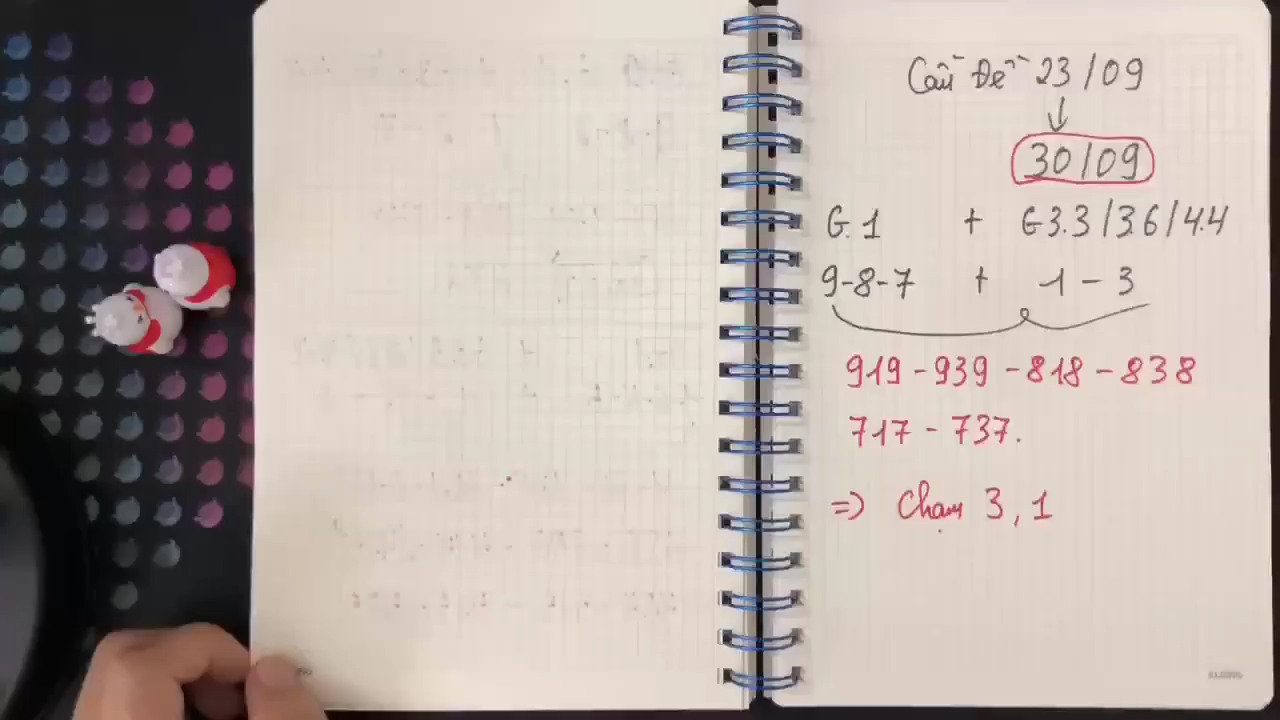 Cầu Đề 23/09
↓
30/09
G.1 + G3.3/3.6/4.4
9-8-7 + 1-3
919-939-818-838
717-737.
=> Chạm 3,1